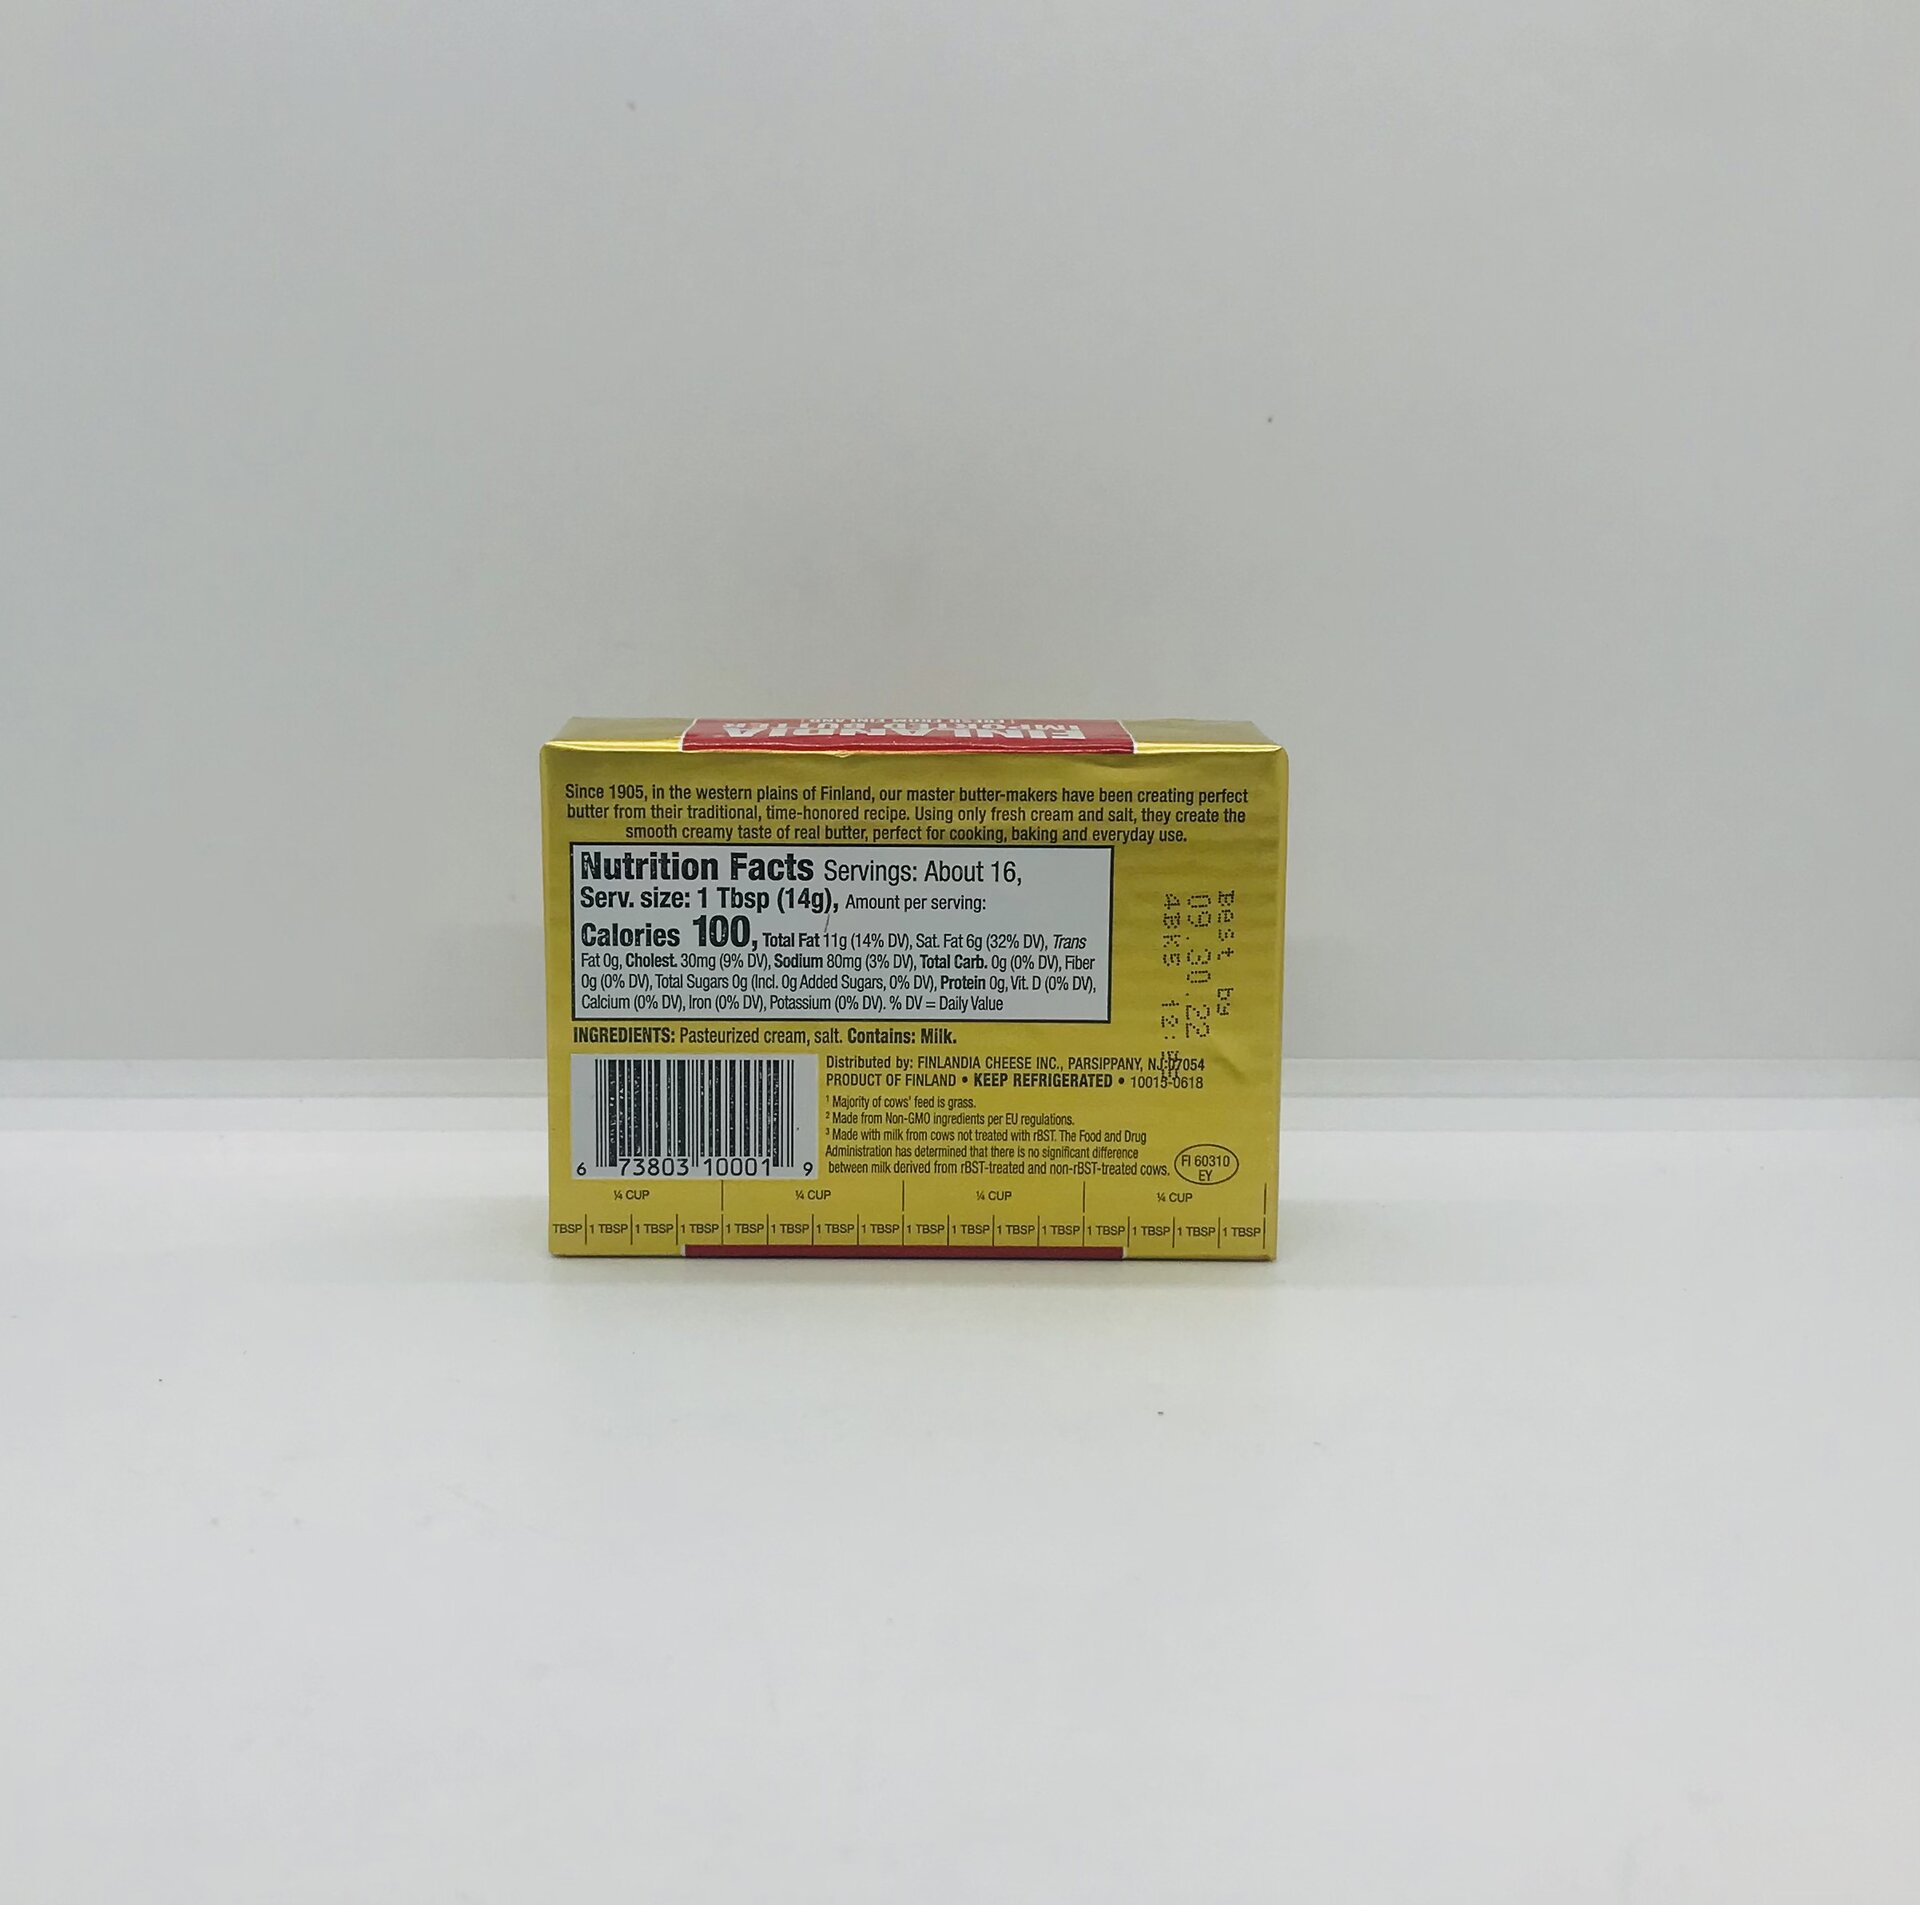 FINLANDIA
IMPORTED BUTTER
FRESH FROM FINLAND
Since 1905, in the western plains of Finland, our master butter-makers have been creating perfect
butter from their traditional, time-honored recipe. Using only fresh cream and salt, they create the
smooth creamy taste of real butter, perfect for cooking, baking and everyday use.
Nutrition Facts Servings: About 16,
Serv. size: 1 Tbsp (14g), Amount per serving:
Calories 100, Total Fat 11g (14% DV), Sat. Fat 6g (32% DV), Trans
Fat 0g, Cholest. 30mg (9% DV), Sodium 80mg (3% DV), Total Carb. 0g (0% DV), Fiber
0g (0% DV), Total Sugars 0g (Incl. 0g Added Sugars, 0% DV), Protein 0g, Vit. D (0% DV),
Calcium (0% DV), Iron (0% DV), Potassium (0% DV). % DV = Daily Value
Best by
09.30.22
INGREDIENTS: Pasteurized cream, salt. Contains: Milk.
Distributed by: FINLANDIA CHEESE INC., PARSIPPANY, NJ 07054
PRODUCT OF FINLAND • KEEP REFRIGERATED • 10015-0618
¹ Majority of cows' feed is grass.
² Made from Non-GMO ingredients per EU regulations.
³ Made with milk from cows not treated with rBST. The Food and Drug
Administration has determined that there is no significant difference
between milk derived from rBST-treated and non-rBST-treated cows.
FI 60310
EY
6 73803 10001 9
¼ CUP ¼ CUP ¼ CUP ¼ CUP
TBSP 1 TBSP 1 TBSP 1 TBSP 1 TBSP 1 TBSP 1 TBSP 1 TBSP 1 TBSP 1 TBSP 1 TBSP 1 TBSP 1 TBSP 1 TBSP 1 TBSP 1 TBSP